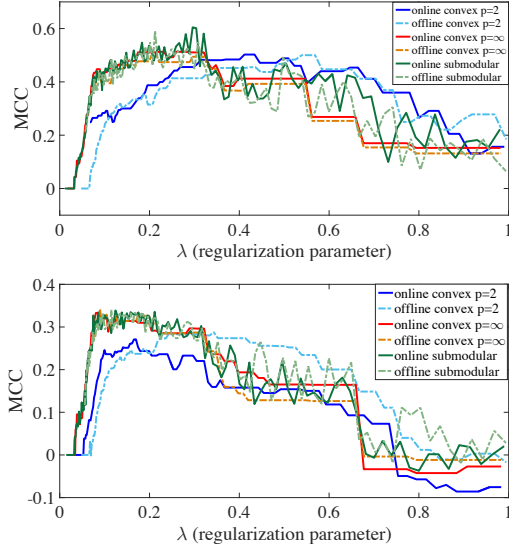 online convex p=2
offline convex p=2
online convex p=∞
offline convex p=∞
online submodular
offline submodular
MCC
0.6
0.4
0.2
0
0 0.2 0.4 0.6 0.8 1
λ (regularization parameter)
0.4
online convex p=2
offline convex p=2
online convex p=∞
offline convex p=∞
online submodular
offline submodular
0.3
0.2
MCC
0.1
0
-0.1
0 0.2 0.4 0.6 0.8 1
λ (regularization parameter)